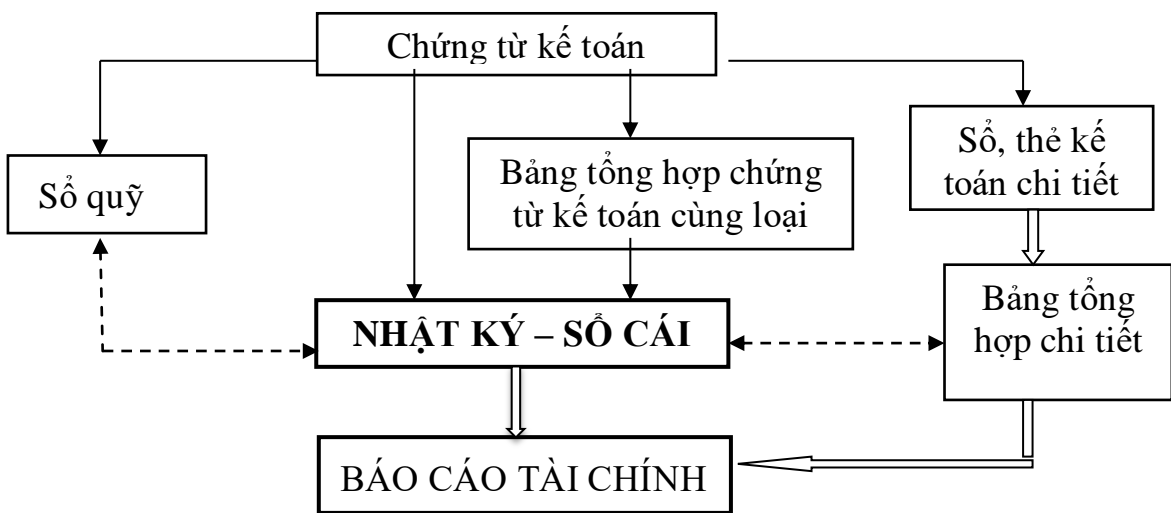 Chứng từ kế toán
Sổ quỹ
Bảng tổng hợp chứng
từ kế toán cùng loại
Sổ, thẻ kế
toán chi tiết
NHẬT KÝ – SỔ CÁI
Bảng tổng
hợp chi tiết
BÁO CÁO TÀI CHÍNH